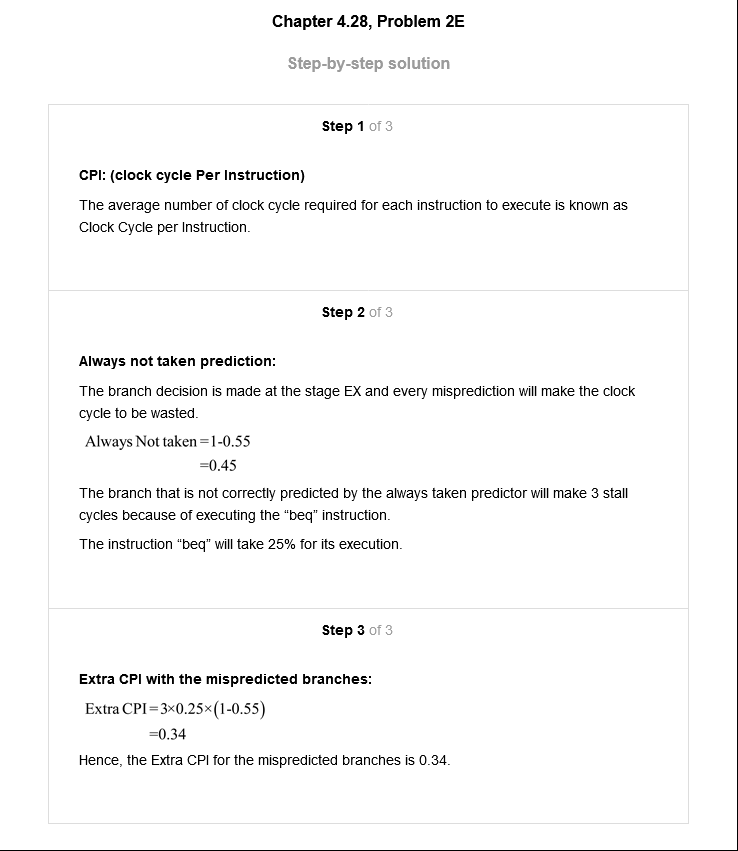 Chapter 4.28, Problem 2E
Step-by-step solution
Step 1 of 3
CPI: (clock cycle Per Instruction)
The average number of clock cycle required for each instruction to execute is known as
Clock Cycle per Instruction.
Step 2 of 3
Always not taken prediction:
The branch decision is made at the stage EX and every misprediction will make the clock
cycle to be wasted.
Always Not taken =1-0.55
=0.45
The branch that is not correctly predicted by the always taken predictor will make 3 stall
cycles because of executing the “beq” instruction.
The instruction “beq” will take 25% for its execution.
Step 3 of 3
Extra CPI with the mispredicted branches:
Extra CPI=3×0.25×(1-0.55)
=0.34
Hence, the Extra CPI for the mispredicted branches is 0.34.